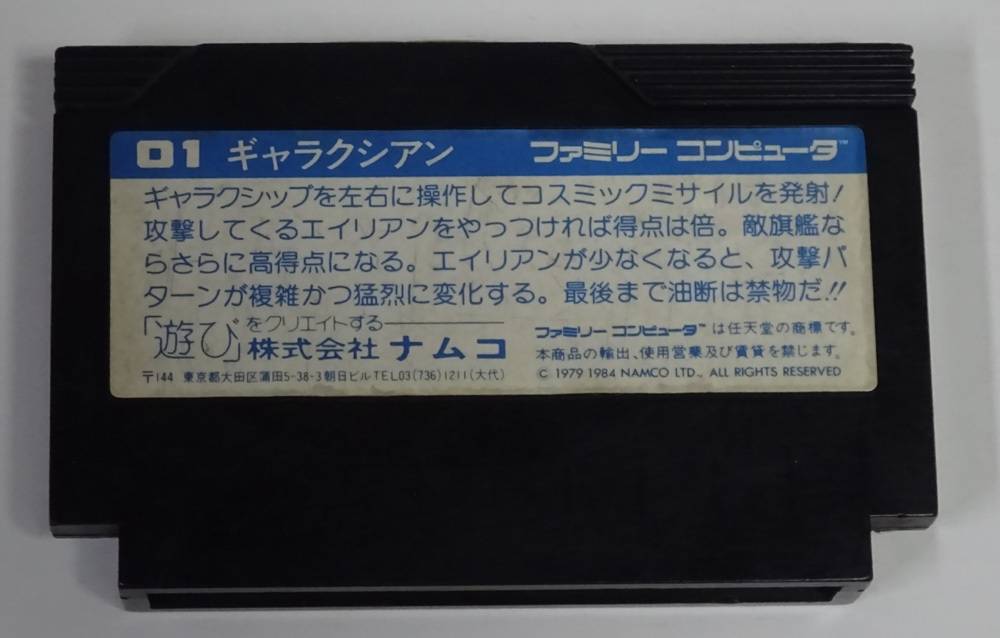 01 ギャラクシアン ファミリー コンピュータ™
ギャラクシップを左右に操作してコスミックミサイルを発射!
攻撃してくるエイリアンをやっつければ得点は倍。敵旗艦な
らさらに高得点になる。エイリアンが少なくなると、攻撃パ
ターンが複雑かつ猛烈に変化する。最後まで油断は禁物だ!!
「遊び」をクリエイトする
株式会社 ナムコ
〒144 東京都大田区蒲田5-38-3朝日ビルTEL03(736)1211(大代)
ファミリー コンピュータ™ は任天堂の商標です。
本商品の輸出、使用営業及び賃貸を禁じます。
© 1979 1984 NAMCO LTD., ALL RIGHTS RESERVED